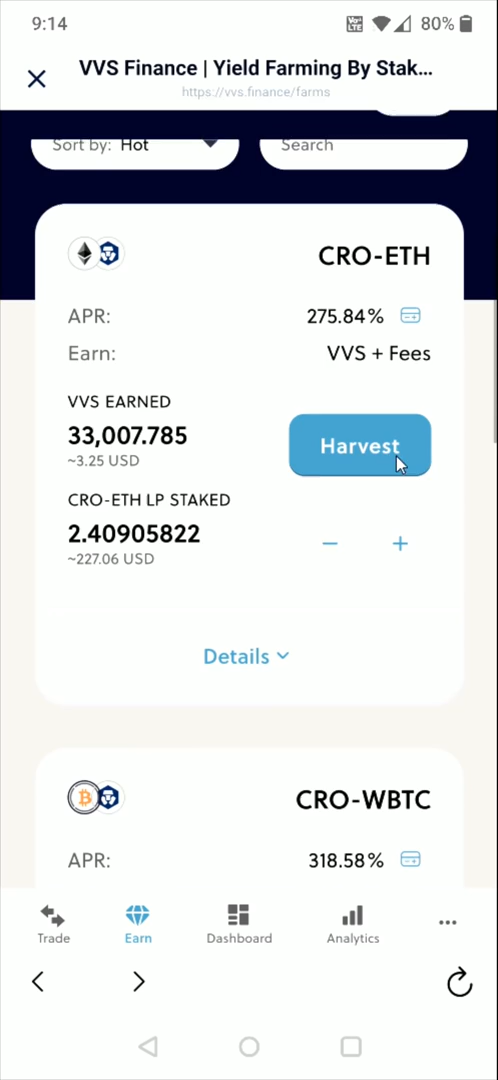 9:14
Vo) LTE
80%
VVS Finance | Yield Farming By Stak...
https://vvs.finance/farms
Sort by: Hot
Search
CRO-ETH
APR:
275.84%
Earn:
VVS + Fees
VVS EARNED
33,007.785
~3.25 USD
Harvest
CRO-ETH LP STAKED
2.40905822
~227.06 USD
Details
CRO-WBTC
APR:
318.58%
Trade
Earn
Dashboard
Analytics